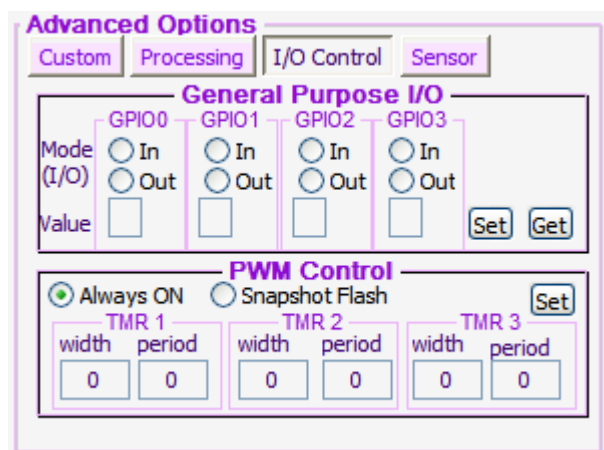 Advanced Options
Custom Processing I/O Control Sensor
General Purpose I/O
GPIO0 GPIO1 GPIO2 GPIO3
Mode In In In In
(I/O) Out Out Out Out
Value Set Get
PWM Control
Always ON Snapshot Flash Set
TMR 1 TMR 2 TMR 3
width period width period width period
0 0 0 0 0 0